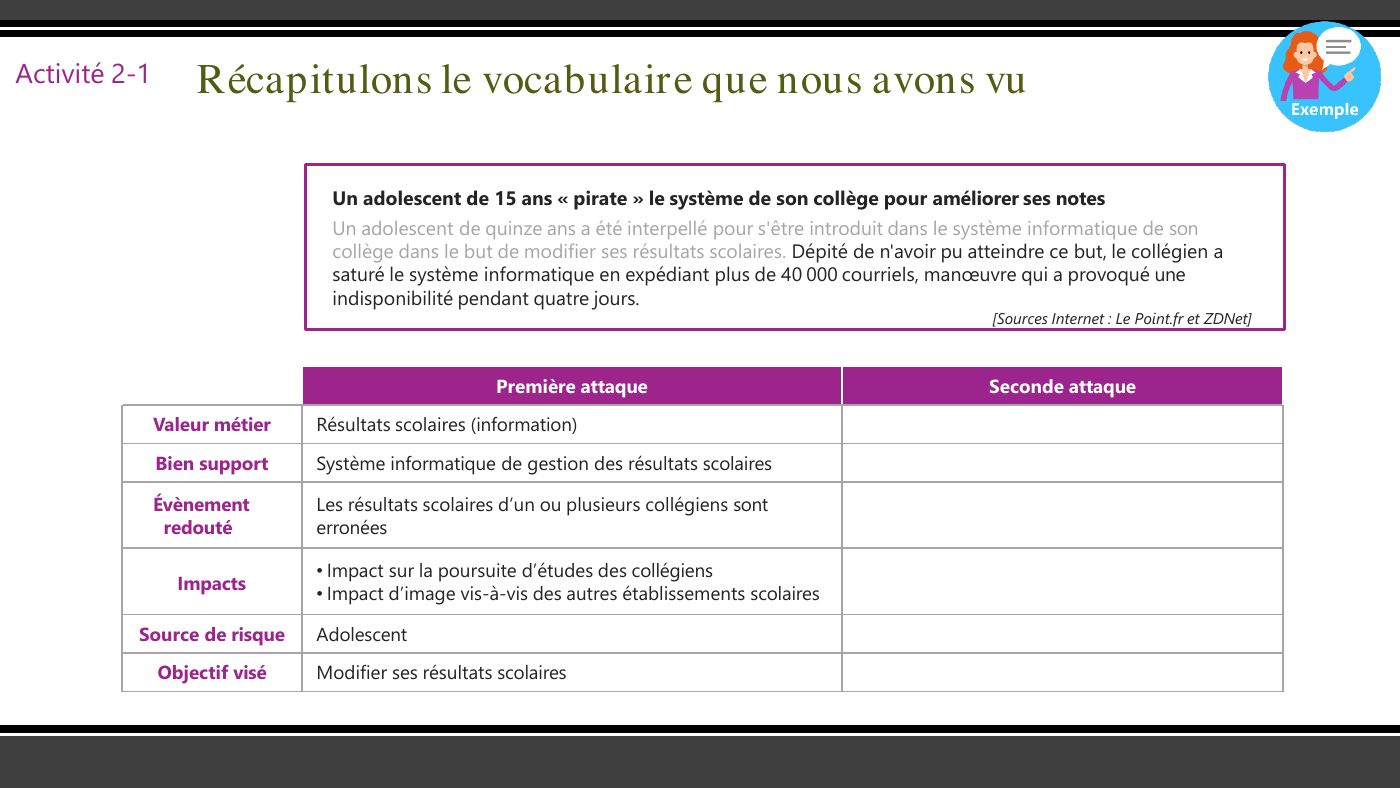 Activité 2-1
Récapitulons le vocabulaire que nous avons vu
Exemple
Un adolescent de 15 ans « pirate » le système de son collège pour améliorer ses notes
Un adolescent de quinze ans a été interpellé pour s'être introduit dans le système informatique de son
collège dans le but de modifier ses résultats scolaires. Dépité de n'avoir pu atteindre ce but, le collégien a
saturé le système informatique en expédiant plus de 40 000 courriels, manœuvre qui a provoqué une
indisponibilité pendant quatre jours.
[Sources Internet : Le Point.fr et ZDNet]
Première attaque
Seconde attaque
Valeur métier
Résultats scolaires (information)
Bien support
Système informatique de gestion des résultats scolaires
Évènement
redouté
Les résultats scolaires d’un ou plusieurs collégiens sont
erronées
Impacts
• Impact sur la poursuite d’études des collégiens
• Impact d’image vis-à-vis des autres établissements scolaires
Source de risque
Adolescent
Objectif visé
Modifier ses résultats scolaires